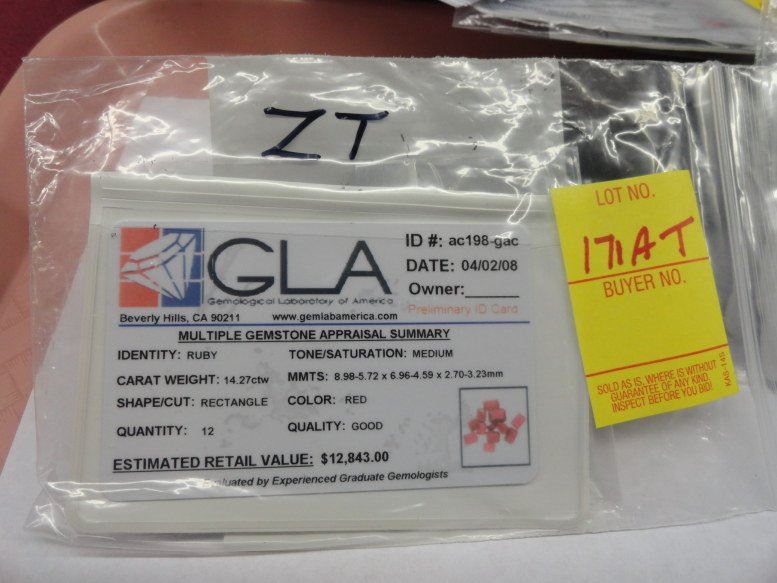 ZT
GLA
Gemological Laboratory of America
Beverly Hills, CA 90211 www.gemlabamerica.com
ID #: ac198-gac
DATE: 04/02/08
Owner:_____
Preliminary ID Card
MULTIPLE GEMSTONE APPRAISAL SUMMARY
IDENTITY: RUBY TONE/SATURATION: MEDIUM
CARAT WEIGHT: 14.27ctw MMTS: 8.98-5.72 x 6.96-4.59 x 2.70-3.23mm
SHAPE/CUT: RECTANGLE COLOR: RED
QUANTITY: 12 QUALITY: GOOD
ESTIMATED RETAIL VALUE: $12,843.00
Evaluated by Experienced Graduate Gemologists
LOT NO.
171AT
BUYER NO.
SOLD AS IS, WHERE IS WITHOUT
GUARANTEE OF ANY KIND.
INSPECT BEFORE YOU BID!
KAS-145